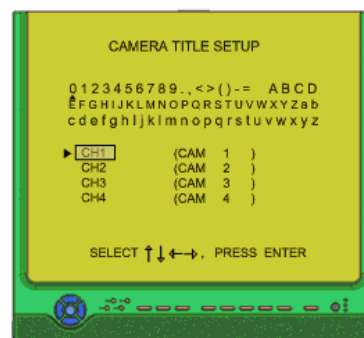 CAMERA TITLE SETUP
0123456789.,<>()-= ABCD
EFGHIJKLMNOPQRSTUVWXYZab
cdefghijklmnopqrstuvwxyz
▶ CH1 (CAM 1 )
CH2 (CAM 2 )
CH3 (CAM 3 )
CH4 (CAM 4 )
SELECT ↑↓←→. PRESS ENTER